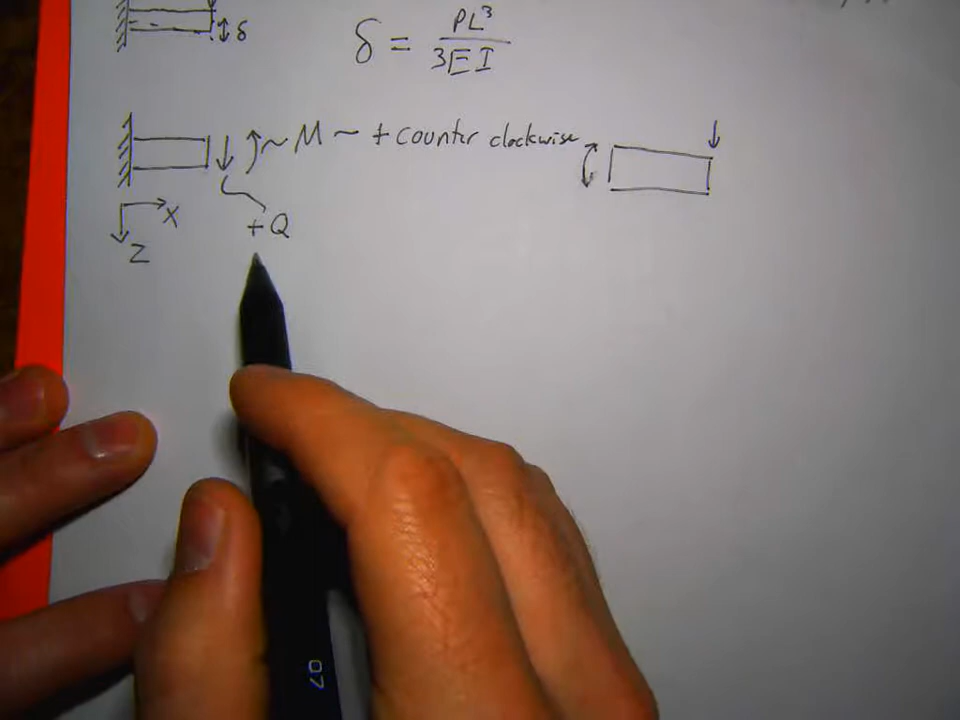 δ
δ = PL³
3EI
~ M ~ + counter clockwise
+Q
X
Z
07